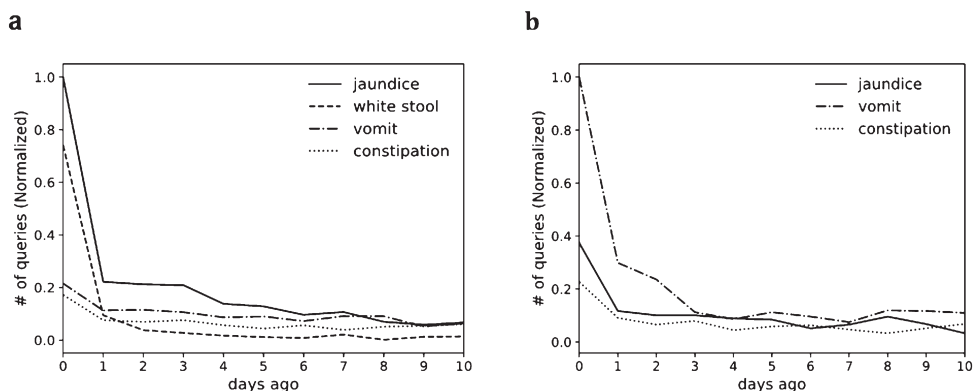 a
b
# of queries (Normalized)
1.0
0.8
0.6
0.4
0.2
0.0
jaundice
white stool
vomit
constipation
0 1 2 3 4 5 6 7 8 9 10
days ago
# of queries (Normalized)
1.0
0.8
0.6
0.4
0.2
0.0
jaundice
vomit
constipation
0 1 2 3 4 5 6 7 8 9 10
days ago